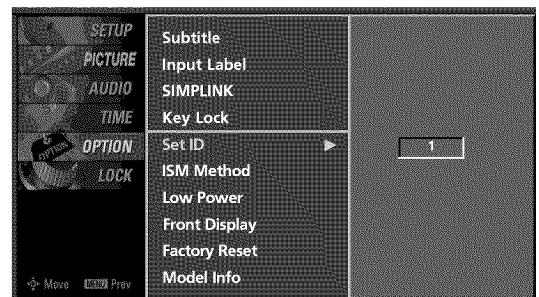 SETUP
PICTURE
AUDIO
TIME
OPTION
OPTION
LOCK
Move MENU Prev
Subtitle
Input Label
SIMPLINK
Key Lock
Set ID
ISM Method
Low Power
Front Display
Factory Reset
Model Info
1